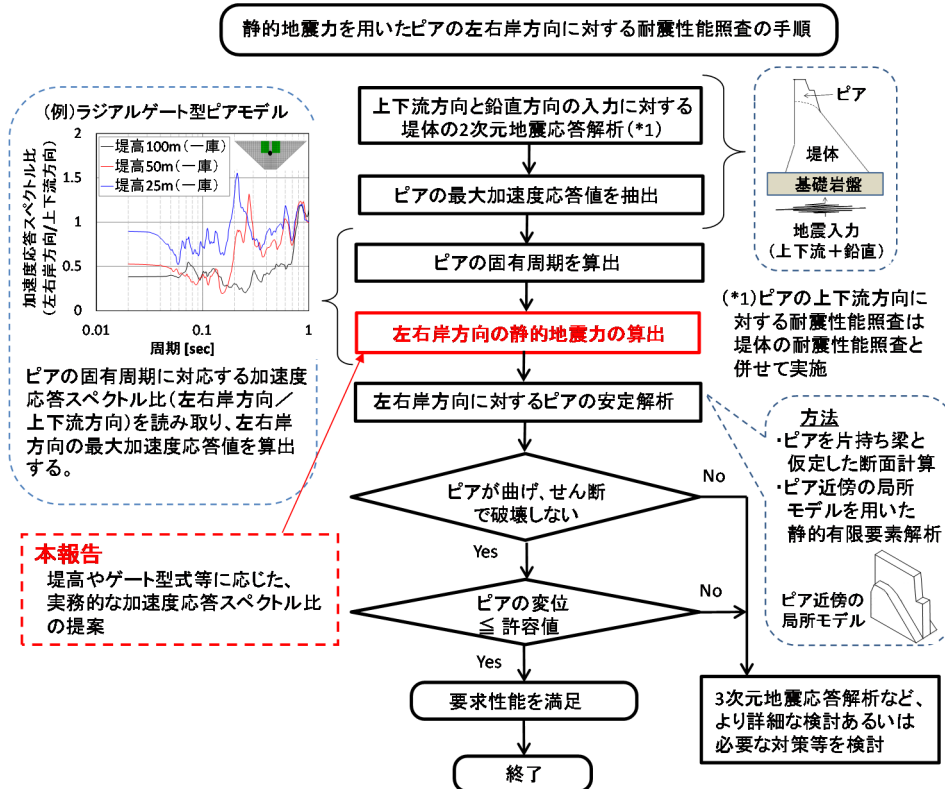 静的地震力を用いたピアの左右岸方向に対する耐震性能照査の手順
(例)ラジアルゲート型ピアモデル
加速度応答スペクトル比
(左右岸方向/上下流方向)
2
1.5
1
0.5
0
堤高100m(一庫)
堤高50m(一庫)
堤高25m(一庫)
0.01
0.1
1
周期 [sec]
ピアの固有周期に対応する加速度
応答スペクトル比(左右岸方向/
上下流方向)を読み取り、左右岸
方向の最大加速度応答値を算出
する。
本報告
堤高やゲート型式等に応じた、
実務的な加速度応答スペクトル比
の提案
上下流方向と鉛直方向の入力に対する
堤体の2次元地震応答解析(*1)
ピアの最大加速度応答値を抽出
ピアの固有周期を算出
左右岸方向の静的地震力の算出
左右岸方向に対するピアの安定解析
ピアが曲げ、せん断
で破壊しない
No
Yes
ピアの変位
≦ 許容値
No
Yes
要求性能を満足
終了
ピア
堤体
基礎岩盤
地震入力
(上下流+鉛直)
(*1)ピアの上下流方向に
対する耐震性能照査は
堤体の耐震性能照査と
併せて実施
方法
・ピアを片持ち梁と
仮定した断面計算
・ピア近傍の局所
モデルを用いた
静的有限要素解析
ピア近傍の
局所モデル
3次元地震応答解析など、
より詳細な検討あるいは
必要な対策等を検討